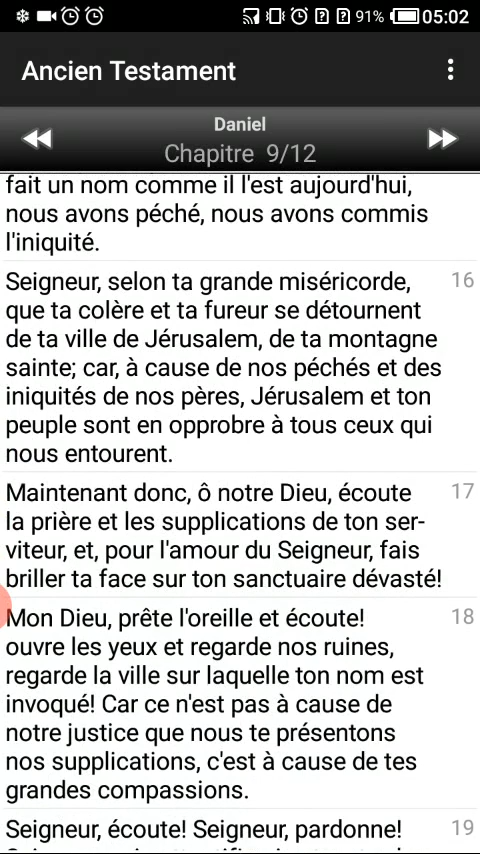 91% 05:02
Ancien Testament
Daniel
Chapitre 9/12
fait un nom comme il l'est aujourd'hui,
nous avons péché, nous avons commis
l'iniquité.
Seigneur, selon ta grande miséricorde, 16
que ta colère et ta fureur se détournent
de ta ville de Jérusalem, de ta montagne
sainte; car, à cause de nos péchés et des
iniquités de nos pères, Jérusalem et ton
peuple sont en opprobre à tous ceux qui
nous entourent.
Maintenant donc, ô notre Dieu, écoute 17
la prière et les supplications de ton ser-
viteur, et, pour l'amour du Seigneur, fais
briller ta face sur ton sanctuaire dévasté!
Mon Dieu, prête l'oreille et écoute! 18
ouvre les yeux et regarde nos ruines,
regarde la ville sur laquelle ton nom est
invoqué! Car ce n'est pas à cause de
notre justice que nous te présentons
nos supplications, c'est à cause de tes
grandes compassions.
Seigneur, écoute! Seigneur, pardonne! 19